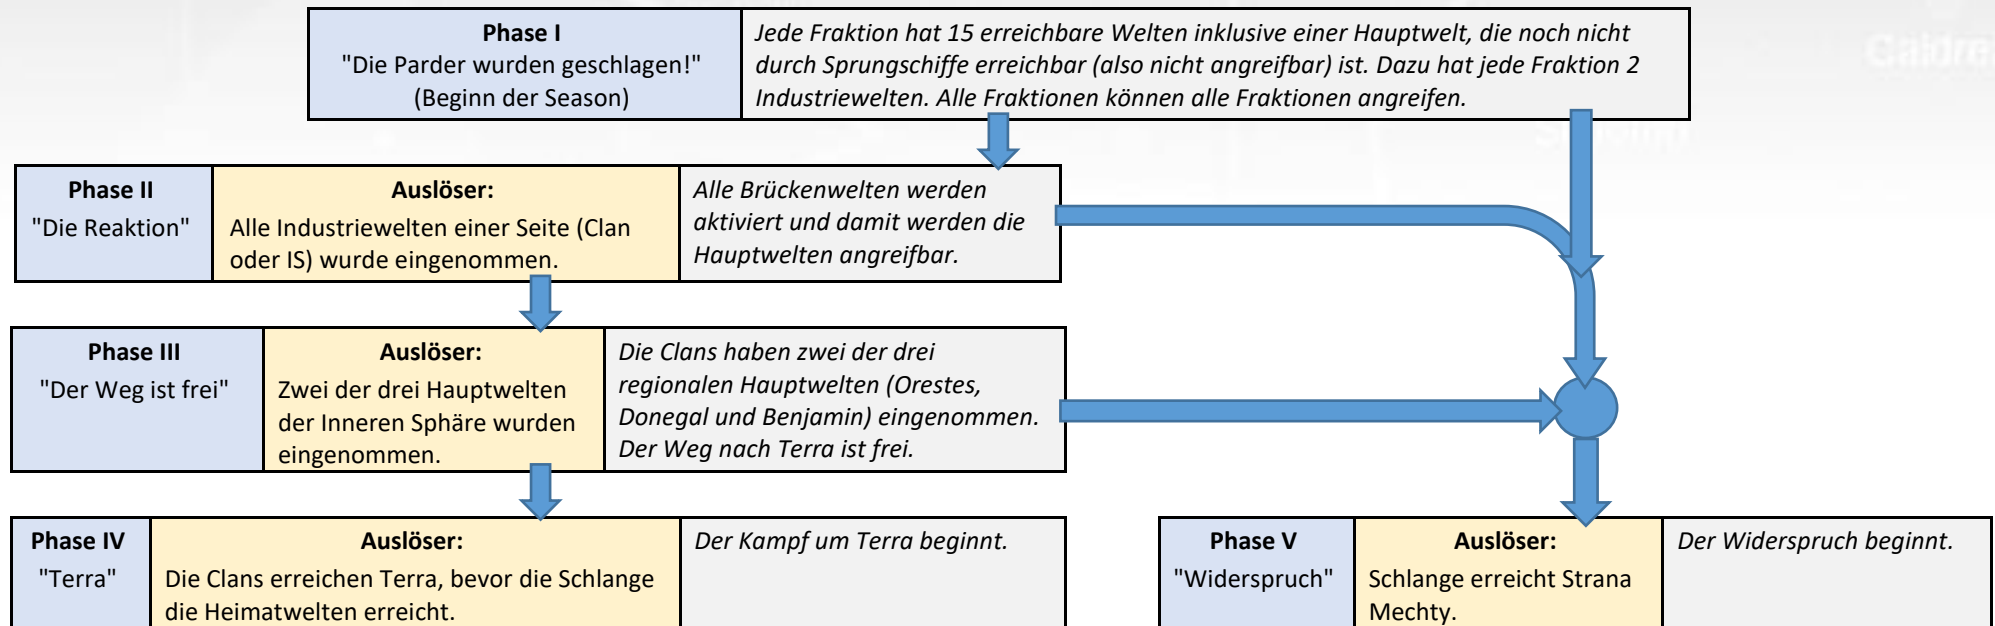 Phase I
"Die Parder wurden geschlagen!"
(Beginn der Season)
Jede Fraktion hat 15 erreichbare Welten inklusive einer Hauptwelt, die noch nicht
durch Sprungschiffe erreichbar (also nicht angreifbar) ist. Dazu hat jede Fraktion 2
Industriewelten. Alle Fraktionen können alle Fraktionen angreifen.
Phase II
"Die Reaktion"
Auslöser:
Alle Industriewelten einer Seite (Clan
oder IS) wurde eingenommen.
Alle Brückenwelten werden
aktiviert und damit werden die
Hauptwelten angreifbar.
Phase III
"Der Weg ist frei"
Auslöser:
Zwei der drei Hauptwelten
der Inneren Sphäre wurden
eingenommen.
Die Clans haben zwei der drei
regionalen Hauptwelten (Orestes,
Donegal und Benjamin) eingenommen.
Der Weg nach Terra ist frei.
Phase IV
"Terra"
Auslöser:
Die Clans erreichen Terra, bevor die Schlange
die Heimatwelten erreicht.
Der Kampf um Terra beginnt.
Phase V
"Widerspruch"
Auslöser:
Schlange erreicht Strana
Mechty.
Der Widerspruch beginnt.